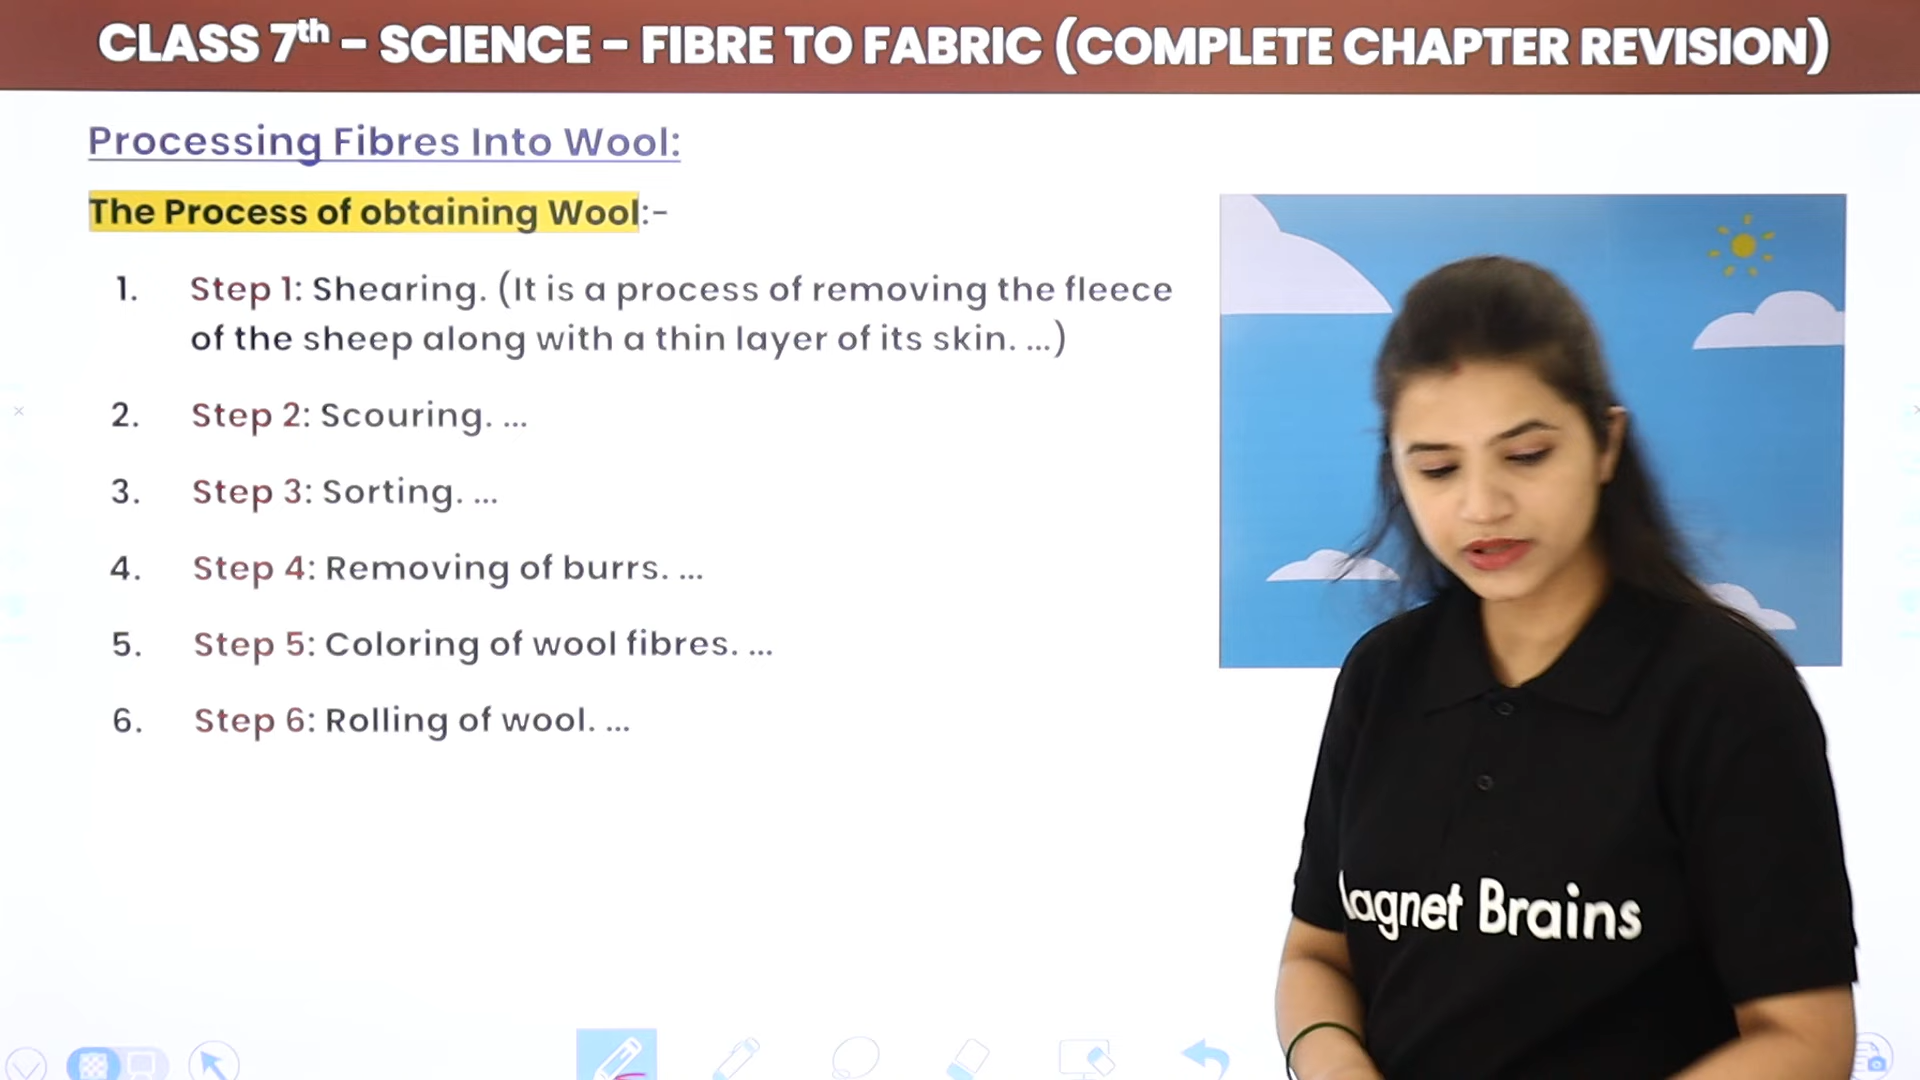 CLASS 7th - SCIENCE - FIBRE TO FABRIC (COMPLETE CHAPTER REVISION)
Processing Fibres Into Wool:
The Process of obtaining Wool:-
1. Step 1: Shearing. (It is a process of removing the fleece
of the sheep along with a thin layer of its skin. ...)
2. Step 2: Scouring. ...
3. Step 3: Sorting. ...
4. Step 4: Removing of burrs. ...
5. Step 5: Coloring of wool fibres. ...
6. Step 6: Rolling of wool. ...
agnet Brains